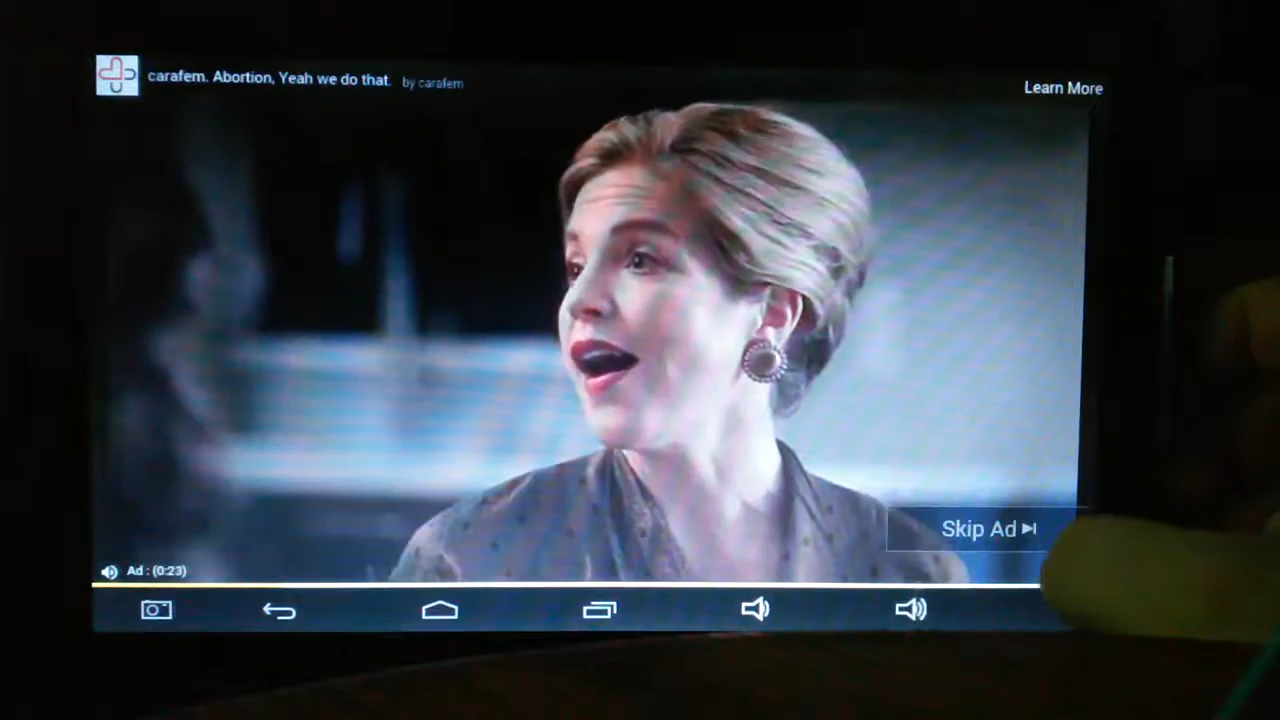 carafem. Abortion, Yeah we do that. by carafem
Learn More
Skip Ad
Ad : (0:23)